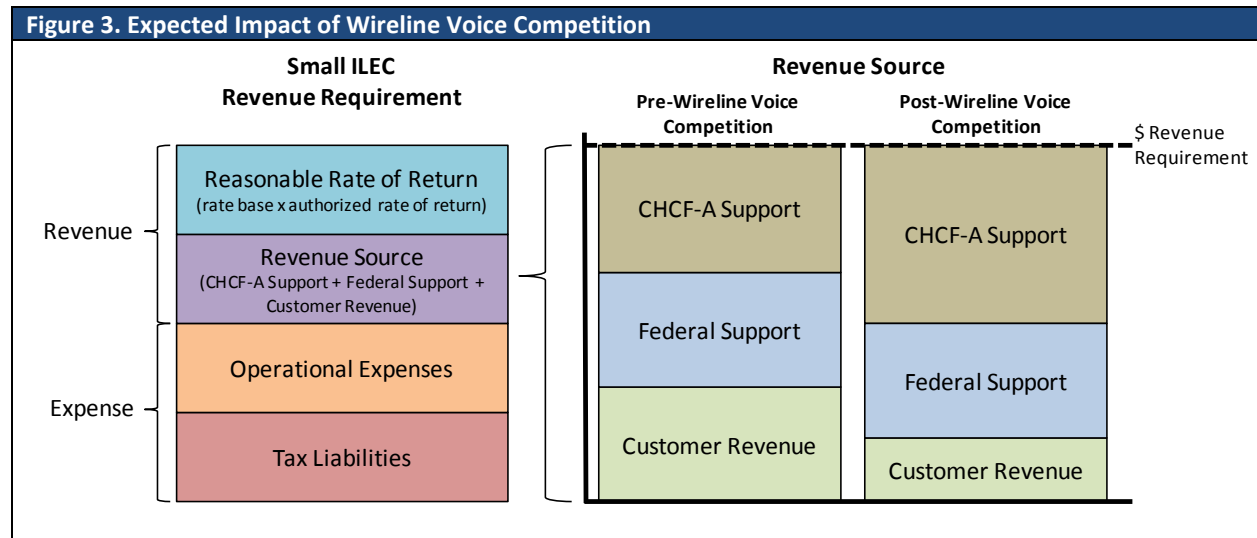 Figure 3. Expected Impact of Wireline Voice Competition
Small ILEC
Revenue Requirement
Revenue
Expense
Reasonable Rate of Return
(rate base x authorized rate of return)
Revenue Source
(CHCF-A Support + Federal Support +
Customer Revenue)
Operational Expenses
Tax Liabilities
Revenue Source
Pre-Wireline Voice
Competition
CHCF-A Support
Federal Support
Customer Revenue
Post-Wireline Voice
Competition
CHCF-A Support
Federal Support
Customer Revenue
$ Revenue
Requirement